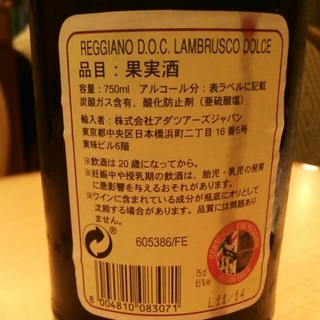 REGGIANO D.O.C. LAMBRUSCO DOLCE
品目：果実酒
容量：750ml アルコール分：表ラベルに記載
炭酸ガス含有、酸化防止剤（亜硫酸塩）
輸入者：株式会社アダツアーズジャパン
東京都中央区日本橋浜町二丁目16番5号
東味ビル6階
※飲酒は20歳になってから。
※妊娠中や授乳期の飲酒は、胎児・乳児の発育
に悪影響を与えるおそれがあります。
※ワインに含まれている成分が瓶底にオリとして
沈殿する場合があります。品質には問題あり
ません。
605386/FE
75 cl
8 004810 083071
L11/14